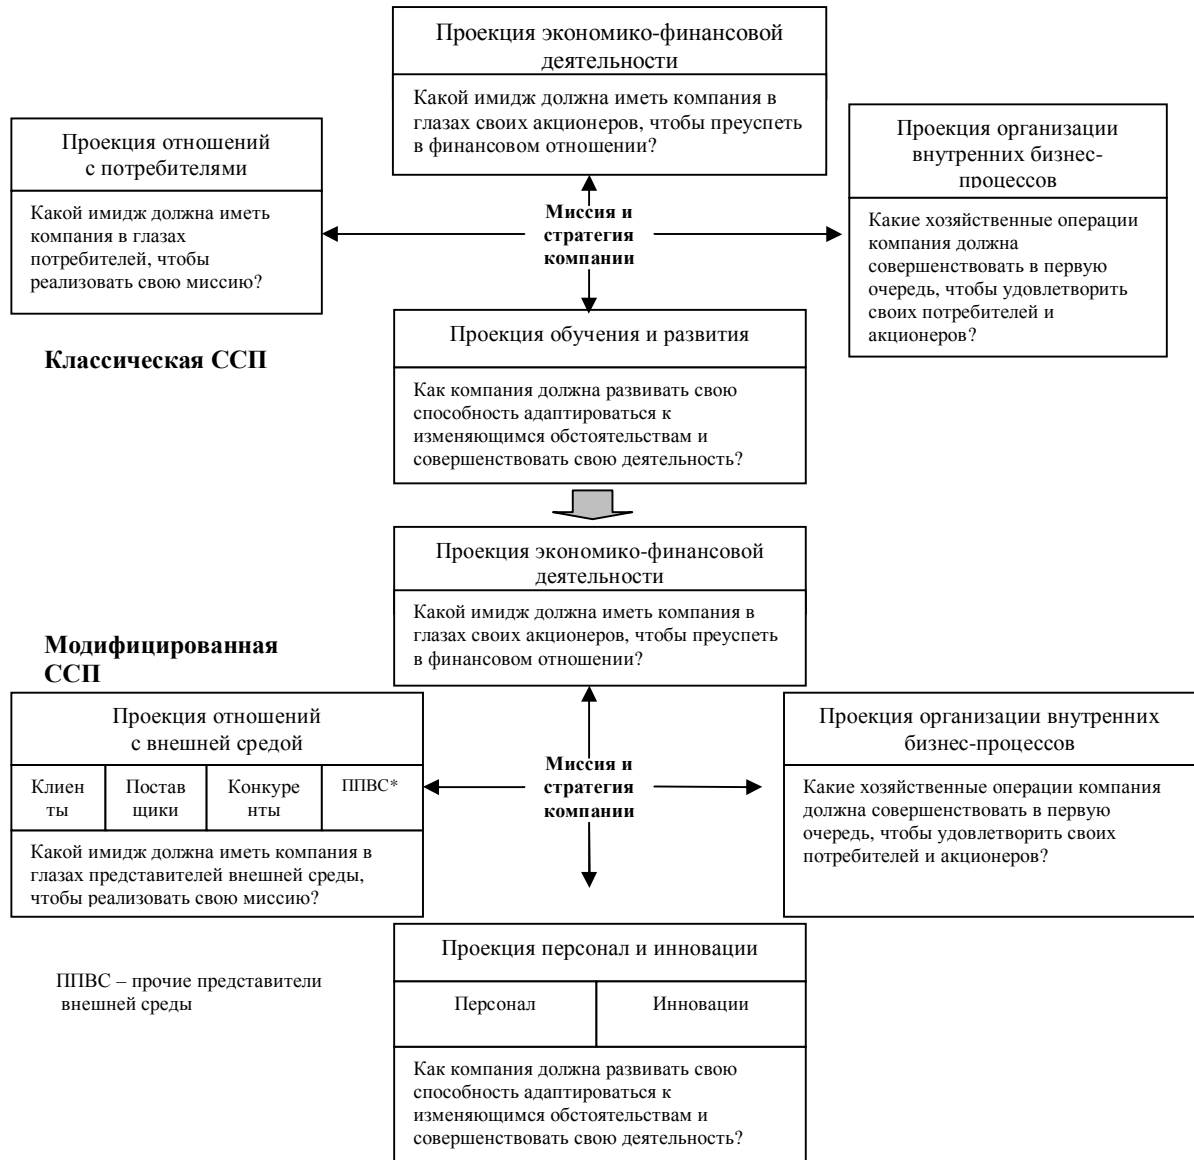 Проекция экономико-финансовой
деятельности
Какой имидж должна иметь компания в
глазах своих акционеров, чтобы преуспеть
в финансовом отношении?
Проекция отношений
с потребителями
Какой имидж должна иметь
компания в глазах
потребителей, чтобы
реализовать свою миссию?
Миссия и
стратегия
компании
Проекция организации
внутренних бизнес-
процессов
Какие хозяйственные операции
компания должна
совершенствовать в первую
очередь, чтобы удовлетворить
своих потребителей и
акционеров?
Классическая ССП
Проекция обучения и развития
Как компания должна развивать свою
способность адаптироваться к
изменяющимся обстоятельствам и
совершенствовать свою деятельность?
Проекция экономико-финансовой
деятельности
Какой имидж должна иметь компания в
глазах своих акционеров, чтобы преуспеть
в финансовом отношении?
Модифицированная
ССП
Проекция отношений
с внешней средой
Клиен
ты
Постав
щики
Конкуре
нты
ППВС*
Какой имидж должна иметь компания в
глазах представителей внешней среды,
чтобы реализовать свою миссию?
Миссия и
стратегия
компании
Проекция организации внутренних
бизнес-процессов
Какие хозяйственные операции компания
должна совершенствовать в первую
очередь, чтобы удовлетворить своих
потребителей и акционеров?
Проекция персонал и инновации
Персонал
Инновации
Как компания должна развивать свою
способность адаптироваться к
изменяющимся обстоятельствам и
совершенствовать свою деятельность?
ППВС – прочие представители
внешней среды